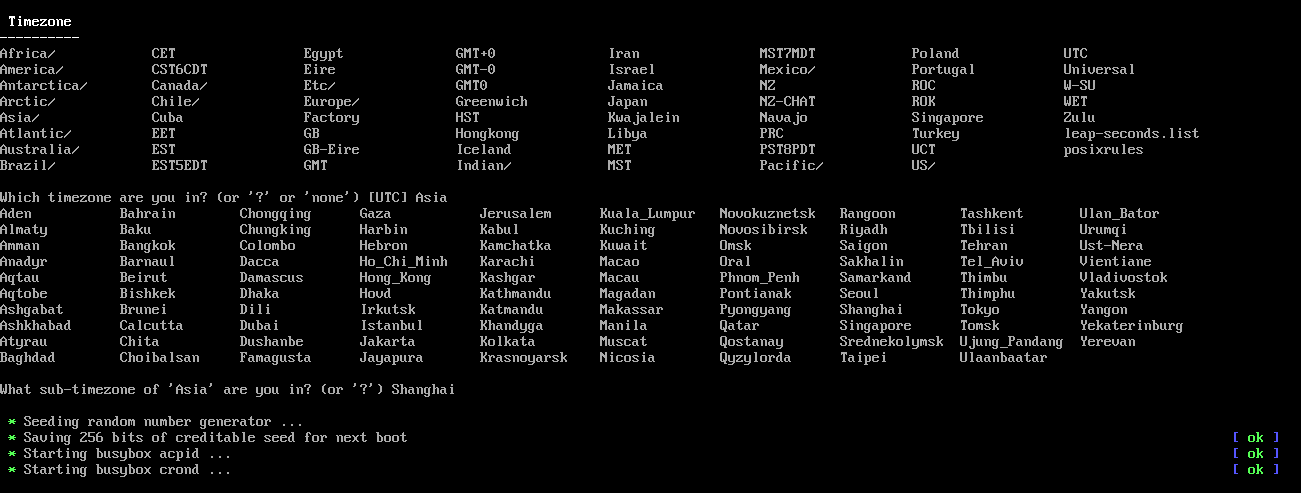 Timezone
----------
Africa/ CET Egypt GMT+0 Iran MST7MDT Poland UTC
America/ CST6CDT Eire GMT-0 Israel Mexico/ Portugal Universal
Antarctica/ Canada/ Etc/ GMT0 Jamaica NZ ROC W-SU
Arctic/ Chile/ Europe/ Greenwich Japan NZ-CHAT ROK WET
Asia/ Cuba Factory HST Kwajalein Navajo Singapore Zulu
Atlantic/ EET GB Hongkong Libya PRC Turkey leap-seconds.list
Australia/ EST GB-Eire Iceland MET PST8PDT UCT posixrules
Brazil/ EST5EDT GMT Indian/ MST Pacific/ US/
Which timezone are you in? (or '?' or 'none') [UTC] Asia
Aden Bahrain Chongqing Gaza Jerusalem Kuala_Lumpur Novokuznetsk Rangoon Tashkent Ulan_Bator
Almaty Baku Chungking Harbin Kabul Kuching Novosibirsk Riyadh Tbilisi Urumqi
Amman Bangkok Colombo Hebron Kamchatka Kuwait Omsk Saigon Tehran Ust-Nera
Anadyr Barnaul Dacca Ho_Chi_Minh Karachi Macao Oral Sakhalin Tel_Aviv Vientiane
Aqtau Beirut Damascus Hong_Kong Kashgar Macau Phnom_Penh Samarkand Thimbu Vladivostok
Aqtobe Bishkek Dhaka Hovd Kathmandu Magadan Pontianak Seoul Thimphu Yakutsk
Ashgabat Brunei Dili Irkutsk Katmandu Makassar Pyongyang Shanghai Tokyo Yangon
Ashkhabad Calcutta Dubai Istanbul Khandyga Manila Qatar Singapore Tomsk Yekaterinburg
Atyrau Chita Dushanbe Jakarta Kolkata Muscat Qostanay Srednekolymsk Ujung_Pandang Yerevan
Baghdad Choibalsan Famagusta Jayapura Krasnoyarsk Nicosia Qyzylorda Taipei Ulaanbaatar
What sub-timezone of 'Asia' are you in? (or '?') Shanghai
* Seeding random number generator ...
* Saving 256 bits of creditable seed for next boot [ ok ]
* Starting busybox acpid ... [ ok ]
* Starting busybox crond ... [ ok ]